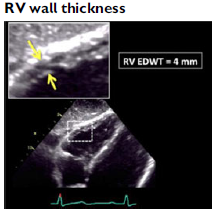 RV wall thickness
RV EDWT = 4 mm